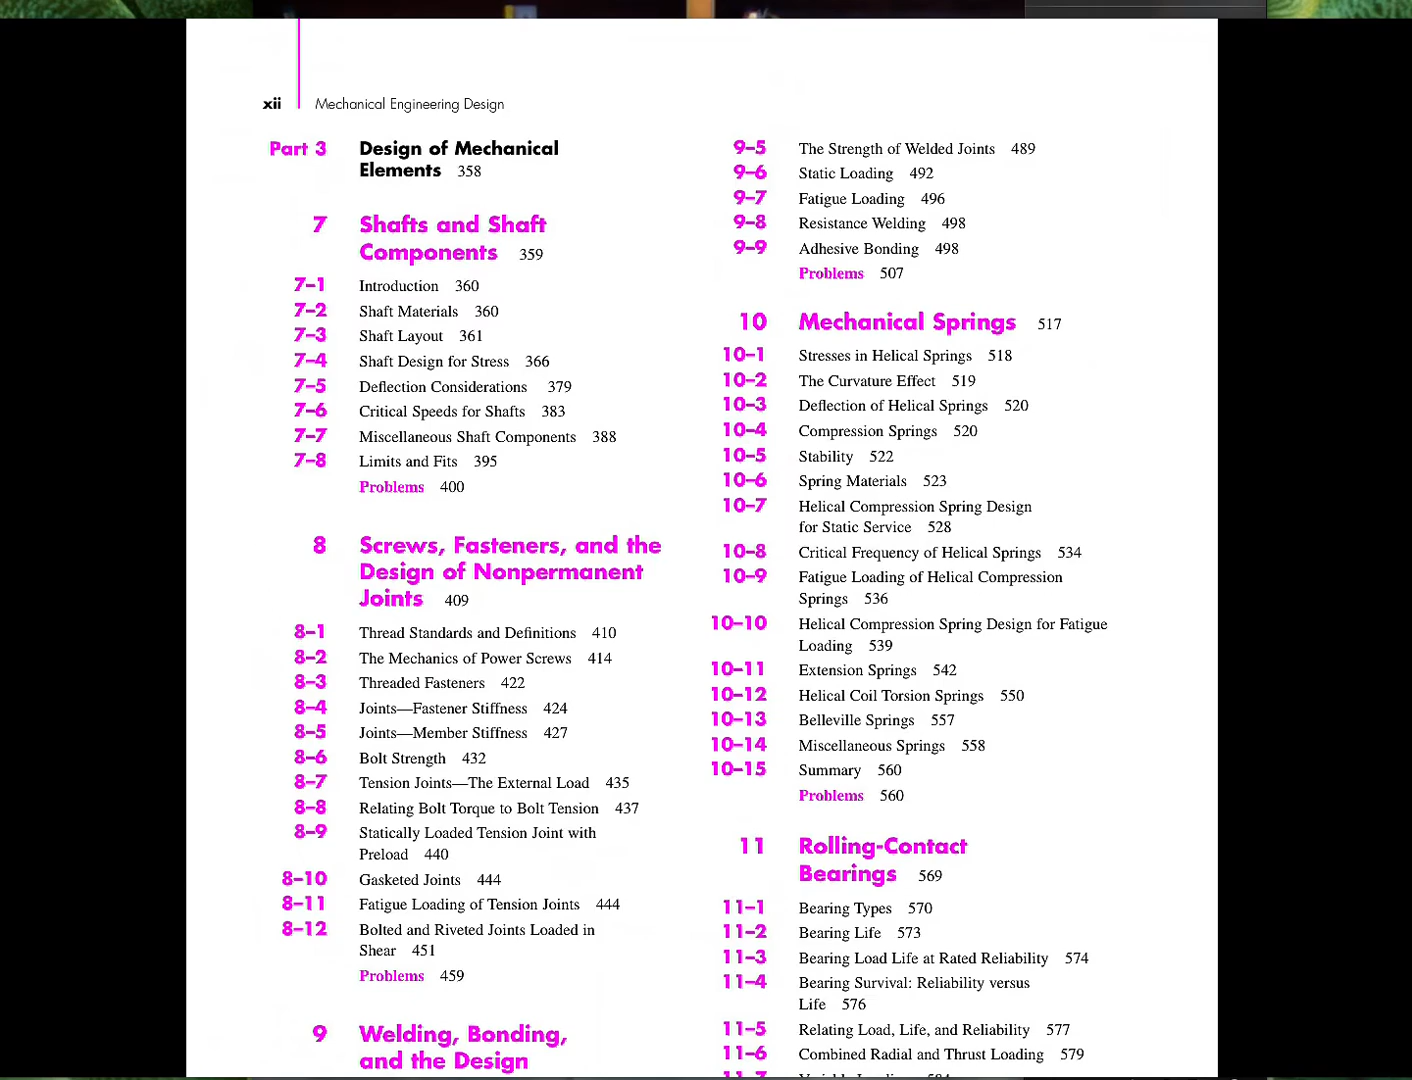 xii Mechanical Engineering Design
Part 3 Design of Mechanical
Elements 358
7 Shafts and Shaft
Components 359
7–1 Introduction 360
7–2 Shaft Materials 360
7–3 Shaft Layout 361
7–4 Shaft Design for Stress 366
7–5 Deflection Considerations 379
7–6 Critical Speeds for Shafts 383
7–7 Miscellaneous Shaft Components 388
7–8 Limits and Fits 395
Problems 400
8 Screws, Fasteners, and the
Design of Nonpermanent
Joints 409
8–1 Thread Standards and Definitions 410
8–2 The Mechanics of Power Screws 414
8–3 Threaded Fasteners 422
8–4 Joints—Fastener Stiffness 424
8–5 Joints—Member Stiffness 427
8–6 Bolt Strength 432
8–7 Tension Joints—The External Load 435
8–8 Relating Bolt Torque to Bolt Tension 437
8–9 Statically Loaded Tension Joint with
Preload 440
8–10 Gasketed Joints 444
8–11 Fatigue Loading of Tension Joints 444
8–12 Bolted and Riveted Joints Loaded in
Shear 451
Problems 459
9 Welding, Bonding,
and the Design
9–5 The Strength of Welded Joints 489
9–6 Static Loading 492
9–7 Fatigue Loading 496
9–8 Resistance Welding 498
9–9 Adhesive Bonding 498
Problems 507
10 Mechanical Springs 517
10–1 Stresses in Helical Springs 518
10–2 The Curvature Effect 519
10–3 Deflection of Helical Springs 520
10–4 Compression Springs 520
10–5 Stability 522
10–6 Spring Materials 523
10–7 Helical Compression Spring Design
for Static Service 528
10–8 Critical Frequency of Helical Springs 534
10–9 Fatigue Loading of Helical Compression
Springs 536
10–10 Helical Compression Spring Design for Fatigue
Loading 539
10–11 Extension Springs 542
10–12 Helical Coil Torsion Springs 550
10–13 Belleville Springs 557
10–14 Miscellaneous Springs 558
10–15 Summary 560
Problems 560
11 Rolling-Contact
Bearings 569
11–1 Bearing Types 570
11–2 Bearing Life 573
11–3 Bearing Load Life at Rated Reliability 574
11–4 Bearing Survival: Reliability versus
Life 576
11–5 Relating Load, Life, and Reliability 577
11–6 Combined Radial and Thrust Loading 579